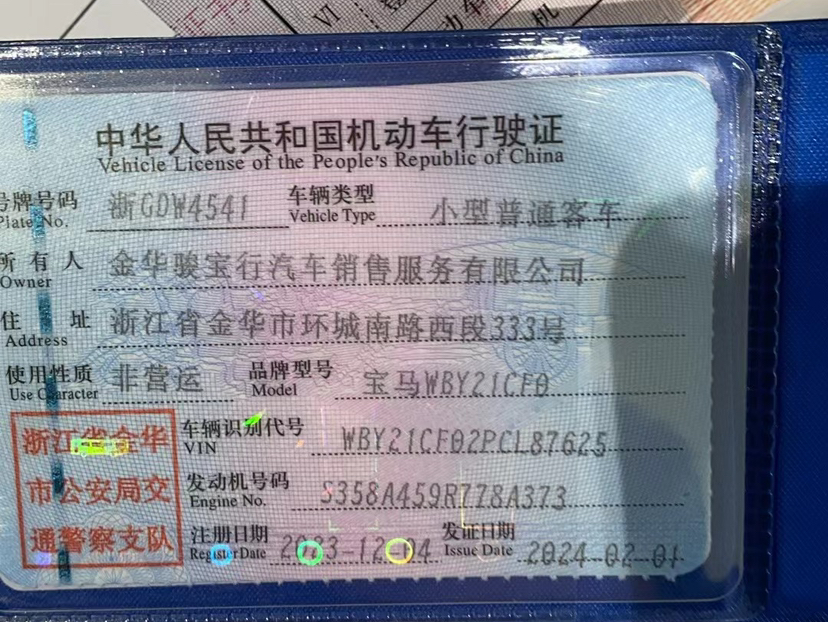 VI
动车
机
中华人民共和国机动车行驶证
Vehicle License of the People's Republic of China
号牌号码 浙GDW4541 车辆类型 小型普通客车
Plate No. Vehicle Type
所有人 金华骏宝行汽车销售服务有限公司
Owner
住址 浙江省金华市环城南路西段333号
Address
使用性质 非营运 品牌型号 宝马WBY21CF0
Use Character Model
浙江省金华
市公安局交
通警察支队
车辆识别代号 WBY21CF02PCL87625
VIN
发动机号码 S358A459R778A373
Engine No.
注册日期 2023-12-04 发证日期 2024-02-01
Register Date Issue Date